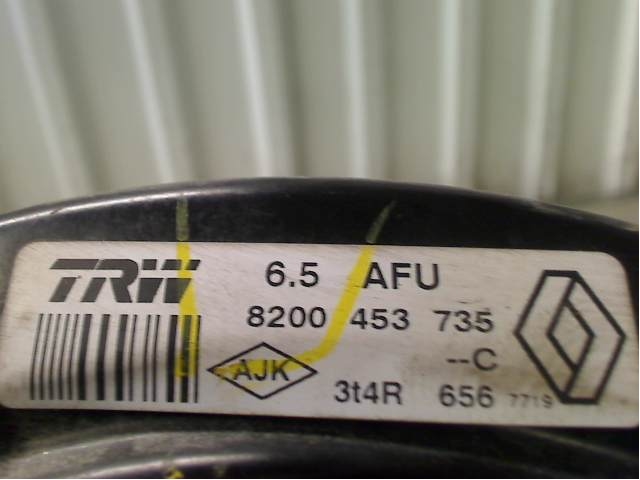 TRW 6.5 AFU
8200 453 735
--C
AJK
3t4R 656 7719